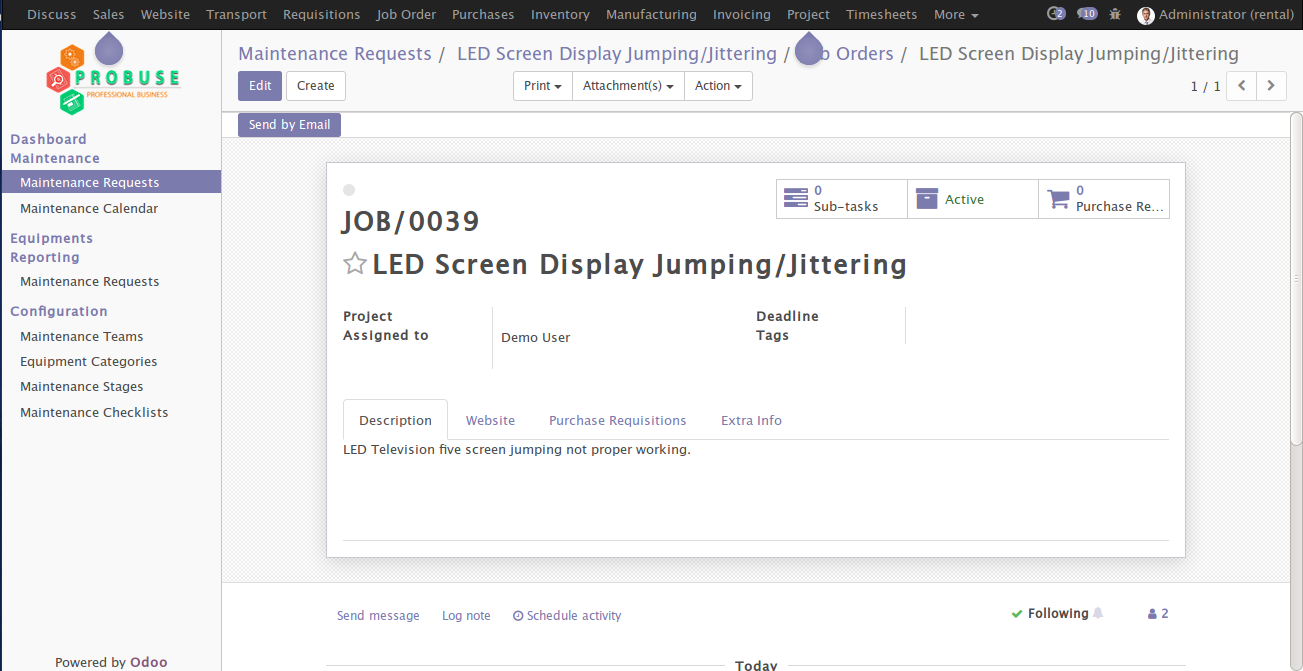 Discuss Sales Website Transport Requisitions Job Order Purchases Inventory Manufacturing Invoicing Project Timesheets More 2 10 Administrator (rental)
PROBUSE
PROFESSIONAL BUSINESS
Maintenance Requests / LED Screen Display Jumping/Jittering / b Orders / LED Screen Display Jumping/Jittering
Edit Create Print Attachment(s) Action 1 / 1
Send by Email
Dashboard
Maintenance
Maintenance Requests
Maintenance Calendar
Equipments
Reporting
Maintenance Requests
Configuration
Maintenance Teams
Equipment Categories
Maintenance Stages
Maintenance Checklists
Powered by Odoo
0
Sub-tasks
Active
0
Purchase Re...
JOB/0039
LED Screen Display Jumping/Jittering
Project
Assigned to Demo User
Deadline
Tags
Description Website Purchase Requisitions Extra Info
LED Television five screen jumping not proper working.
Send message Log note Schedule activity Following 2
Today